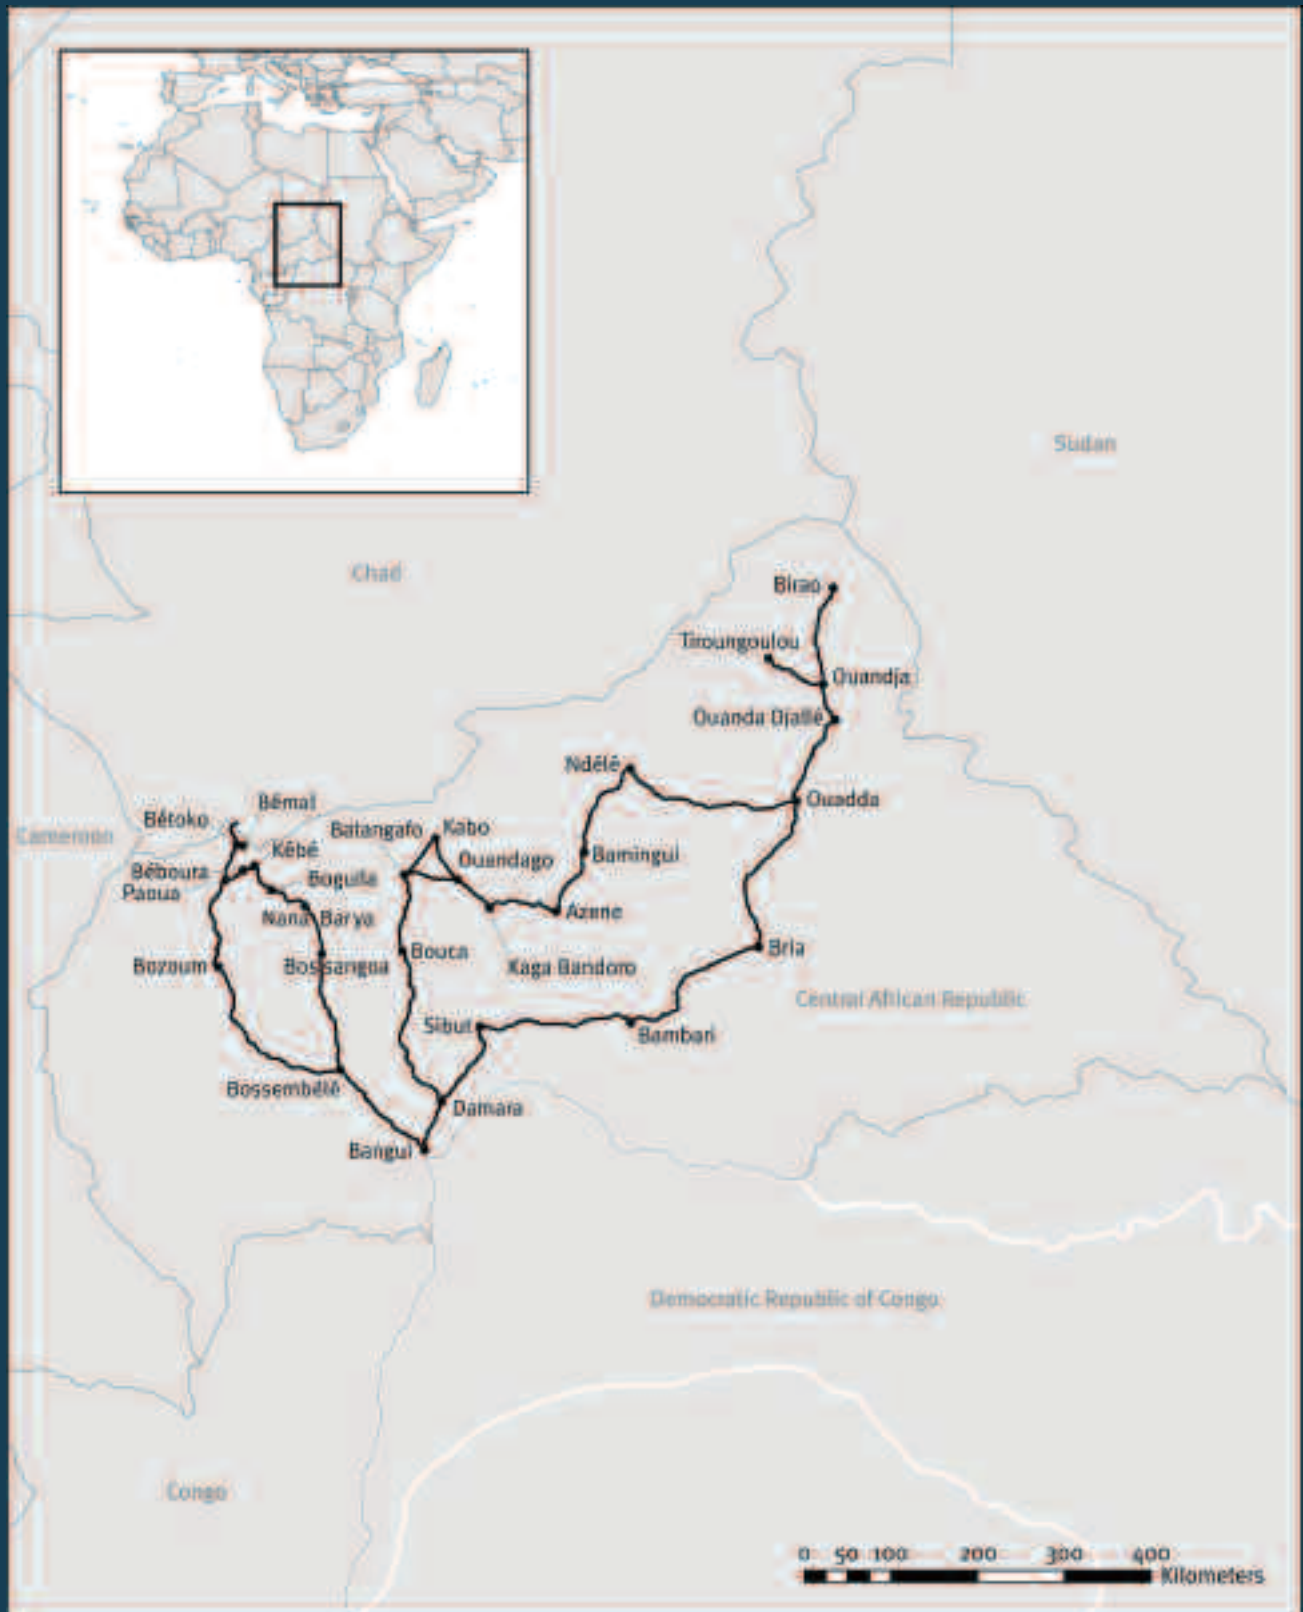 Sudan
Chad
Birao
Tiroungoulou
Ouandja
Ouanda Djallé
Ndélé
Ouadda
Bémal
Bétoko
Cameroon
Batangafo
Kabo
Kébé
Ouandago
Bamingui
Béboura
Boguila
Paoua
Nana Barya
Azene
Bozoum
Bossangoa
Bouca
Kaga Bandoro
Bria
Central African Republic
Sibut
Bambari
Bossembélé
Damara
Bangui
Democratic Republic of Congo
Congo
0 50 100 200 300 400
Kilometers